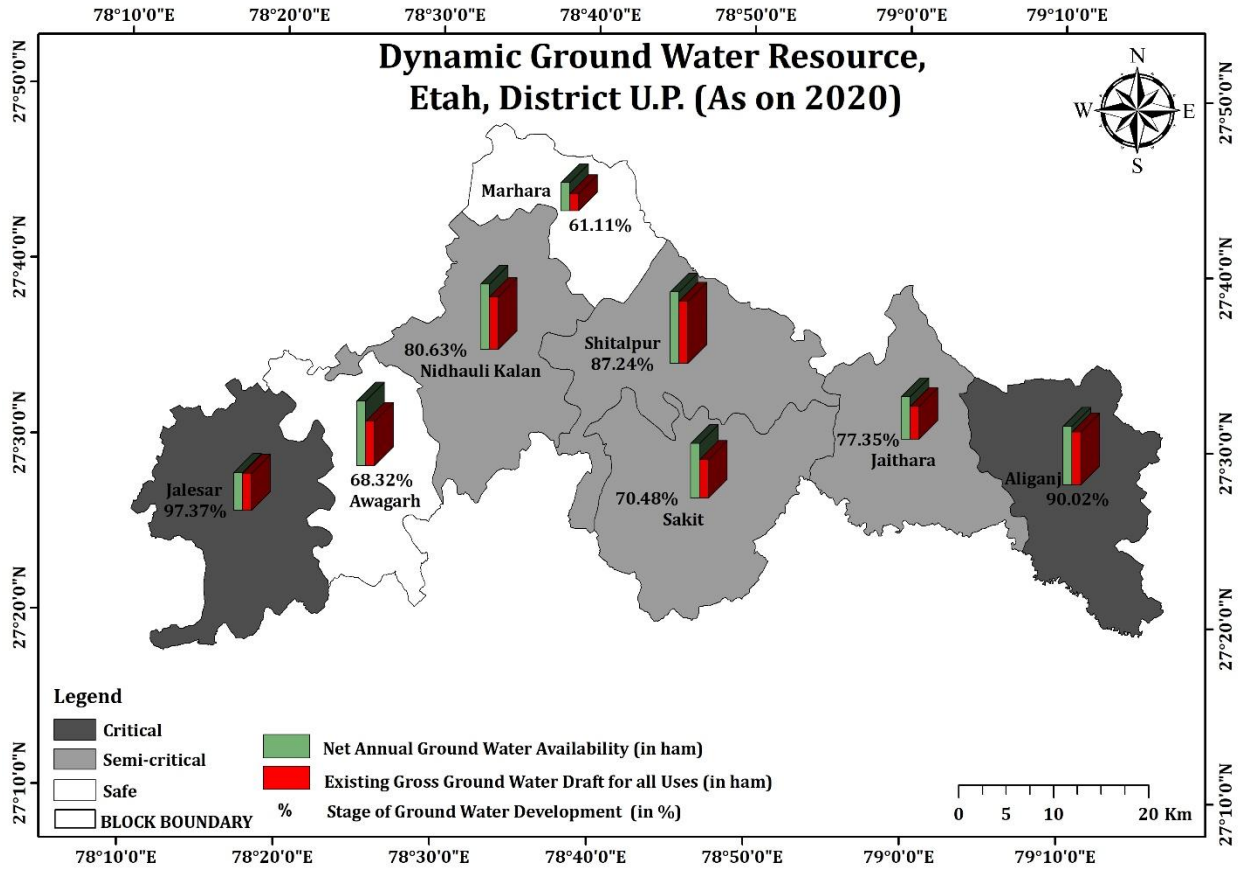 78°10'0"E 78°20'0"E 78°30'0"E 78°40'0"E 78°50'0"E 79°0'0"E 79°10'0"E
Dynamic Ground Water Resource,
Etah, District U.P. (As on 2020)
N
W E
S
27°50'0"N
27°50'0"N
Marhara
61.11%
27°40'0"N
27°40'0"N
Shitalpur
87.24%
80.63%
Nidhauli Kalan
27°30'0"N
27°30'0"N
77.35%
Jaithara
68.32%
Awagarh
Jalesar
97.37%
70.48%
Sakit
Aliganj
90.02%
27°20'0"N
27°20'0"N
Legend
Critical
Semi-critical
Safe
BLOCK BOUNDARY
Net Annual Ground Water Availability (in ham)
Existing Gross Ground Water Draft for all Uses (in ham)
% Stage of Ground Water Development (in %)
27°10'0"N
27°10'0"N
0 5 10 20 Km
78°10'0"E 78°20'0"E 78°30'0"E 78°40'0"E 78°50'0"E 79°0'0"E 79°10'0"E